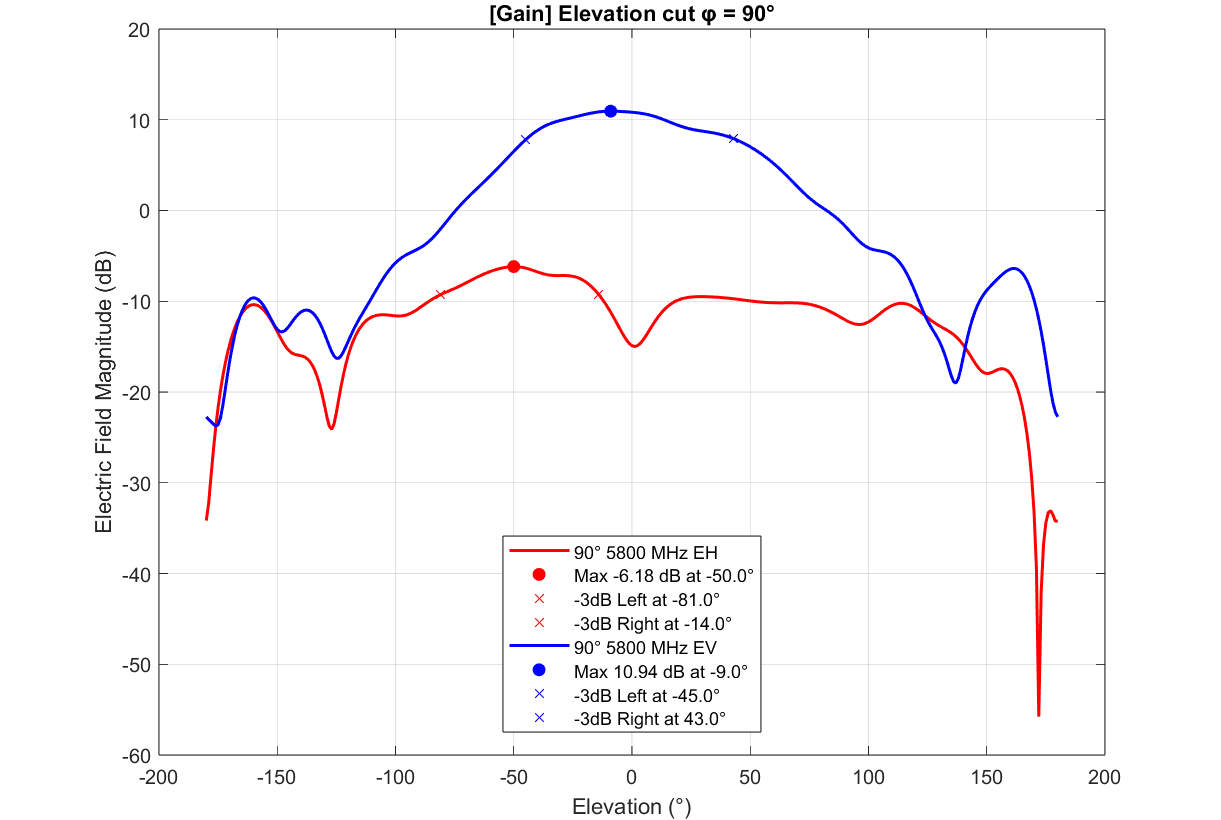 [Gain] Elevation cut φ = 90°
20
10
0
-10
-20
-30
-40
-50
-60
Electric Field Magnitude (dB)
90° 5800 MHz EH
Max -6.18 dB at -50.0°
-3dB Left at -81.0°
-3dB Right at -14.0°
90° 5800 MHz EV
Max 10.94 dB at -9.0°
-3dB Left at -45.0°
-3dB Right at 43.0°
-200 -150 -100 -50 0 50 100 150 200
Elevation (°)